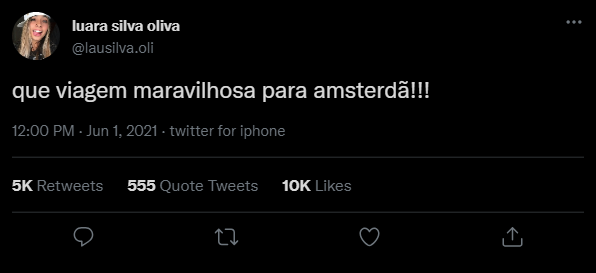 luara silva oliva
@lausilva.oli
que viagem maravilhosa para amsterdã!!!
12:00 PM · Jun 1, 2021 · twitter for iphone
5K Retweets 555 Quote Tweets 10K Likes